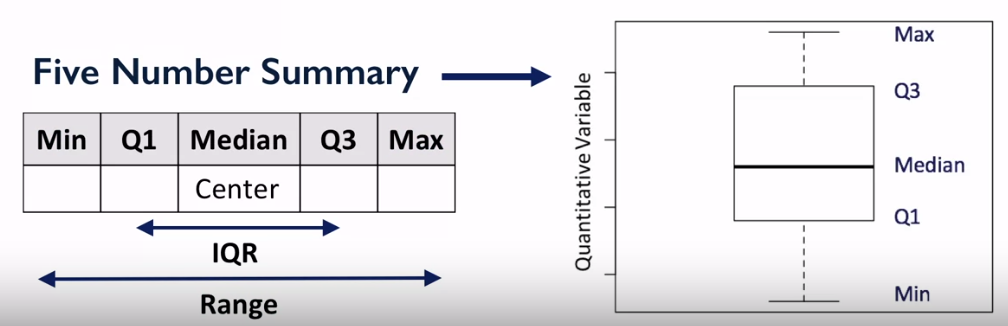 Five Number Summary
Min Q1 Median Q3 Max
Center
IQR
Range
Quantitative Variable
Max
Q3
Median
Q1
Min